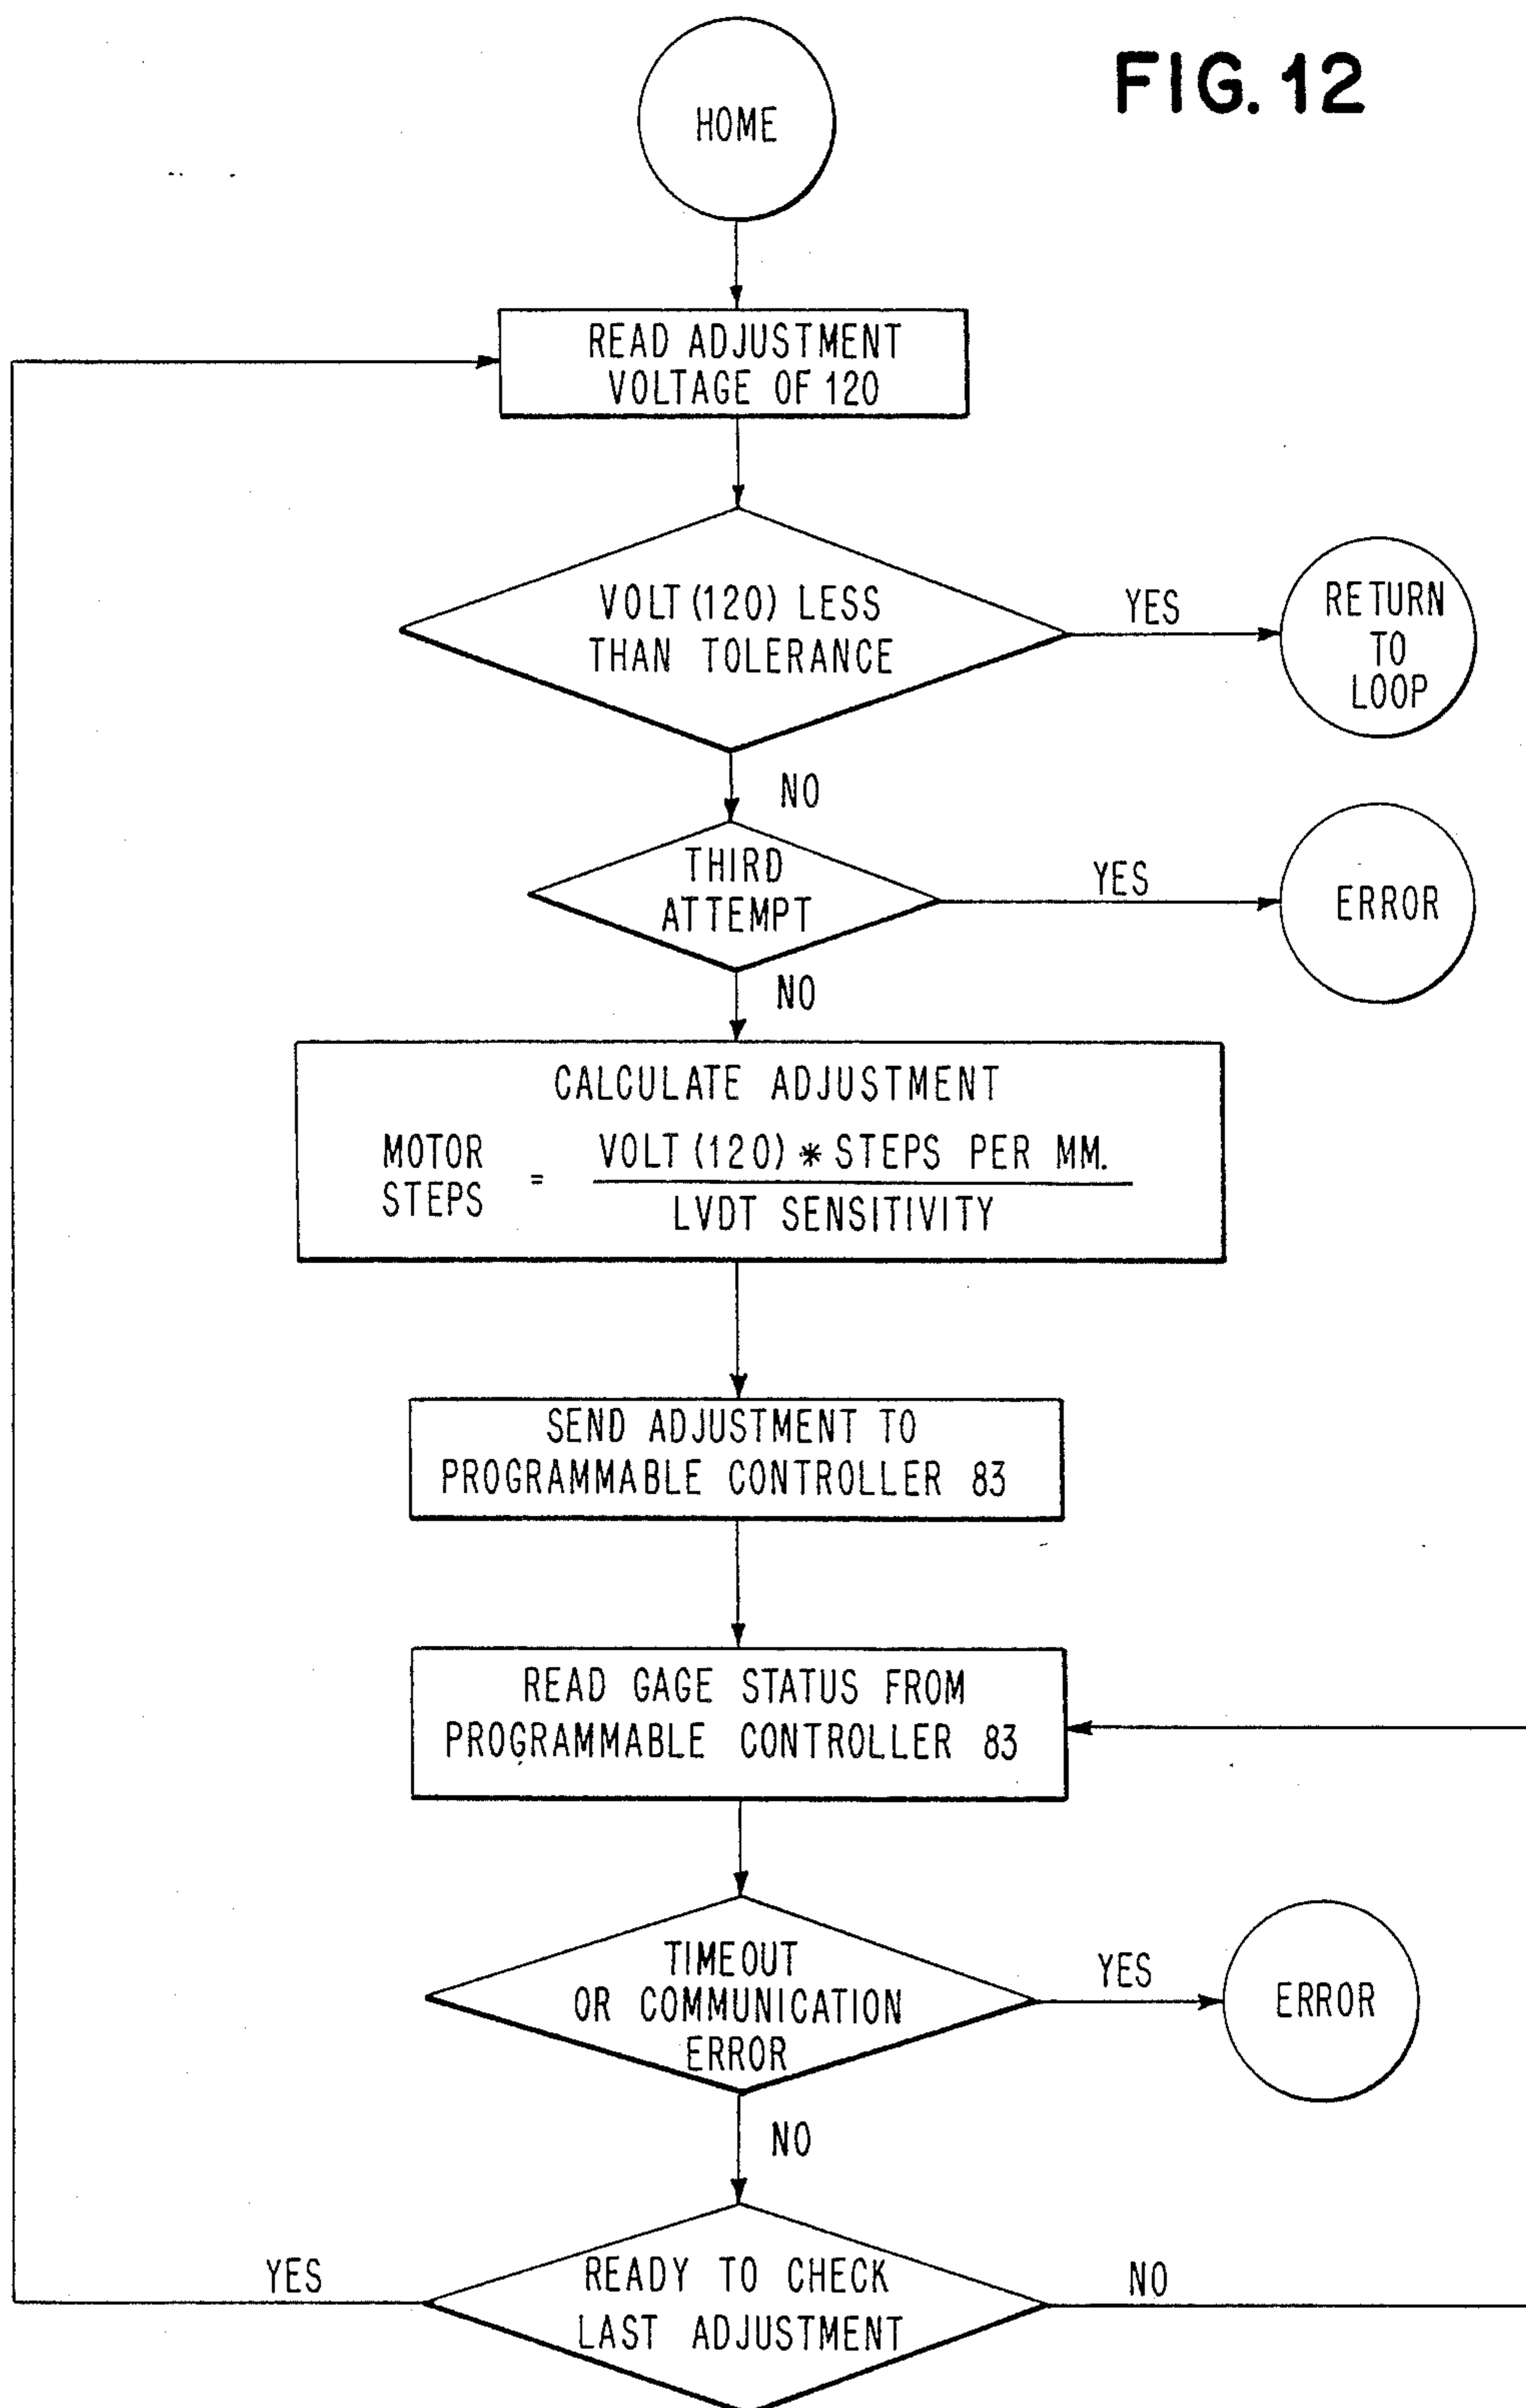 FIG. 12
HOME
READ ADJUSTMENT
VOLTAGE OF 120
VOLT (120) LESS
THAN TOLERANCE
YES
RETURN
TO
LOOP
NO
THIRD
ATTEMPT
YES
ERROR
NO
CALCULATE ADJUSTMENT
MOTOR
STEPS
=
VOLT (120) * STEPS PER MM.
LVDT SENSITIVITY
SEND ADJUSTMENT TO
PROGRAMMABLE CONTROLLER 83
READ GAGE STATUS FROM
PROGRAMMABLE CONTROLLER 83
TIMEOUT
OR COMMUNICATION
ERROR
YES
ERROR
NO
YES
READY TO CHECK
LAST ADJUSTMENT
NO